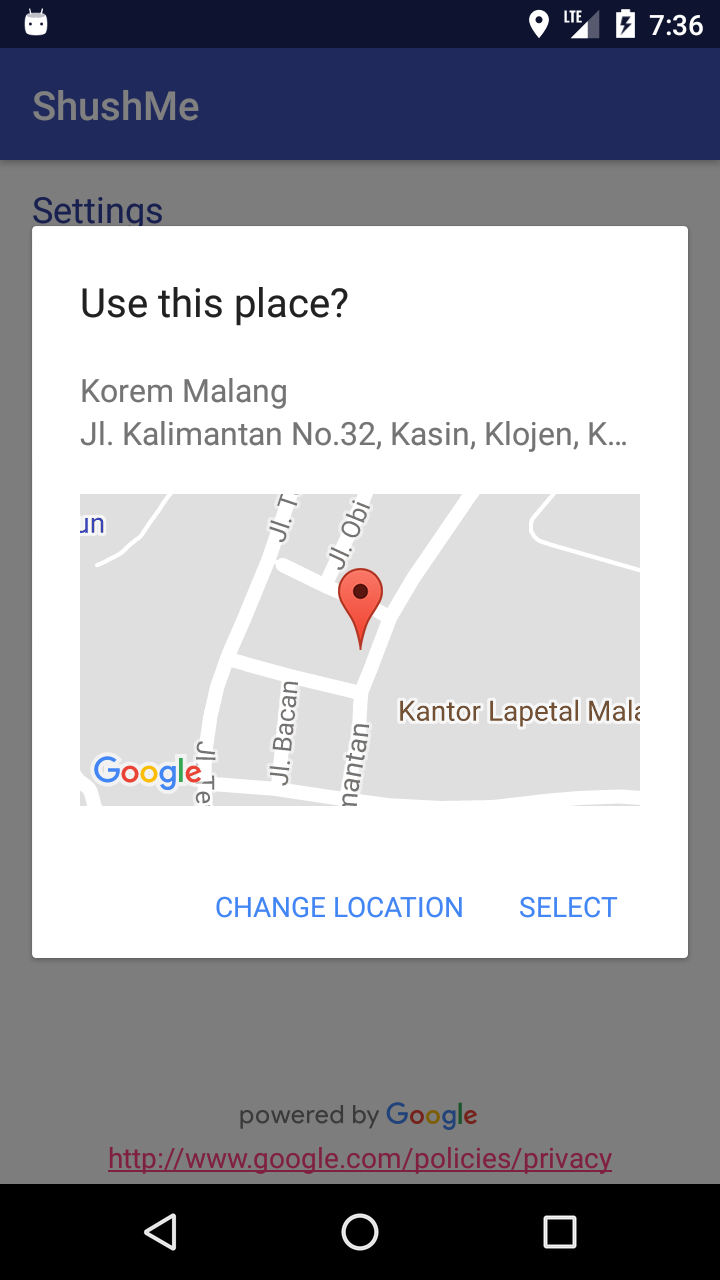 LTE 7:36
ShushMe
Settings
Use this place?
Korem Malang
Jl. Kalimantan No.32, Kasin, Klojen, K...
un
Jl. T
Jl. Obi
Kantor Lapetal Mala
Jl. Bacan
mantan
Jl. Te
Google
CHANGE LOCATION SELECT
powered by Google
http://www.google.com/policies/privacy